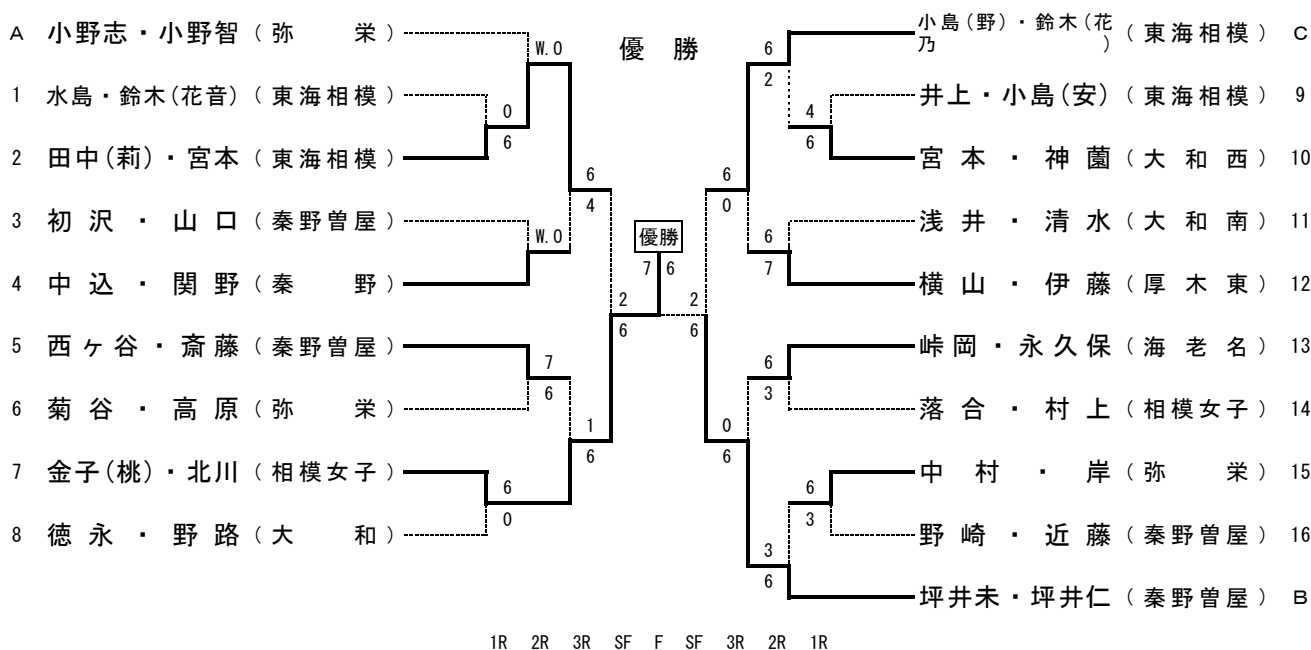 A 小野志・小野智 (弥　栄)
1 水島・鈴木(花音) (東海相模)
2 田中(莉)・宮本 (東海相模)
3 初沢・山口 (秦野曽屋)
4 中込・関野 (秦　野)
5 西ヶ谷・斎藤 (秦野曽屋)
6 菊谷・高原 (弥　栄)
7 金子(桃)・北川 (相模女子)
8 徳永・野路 (大　和)
W.O
0
6
W.O
7
6
6
0
6
4
1
6
2
6
優　勝
優勝
7 6
2
6
6
0
0
6
6
2
6
7
6
3
3
6
4
6
6
3
小島(野)・鈴木(花乃) (東海相模) C
井上・小島(安) (東海相模) 9
宮本・神薗 (大和西) 10
浅井・清水 (大和南) 11
横山・伊藤 (厚木東) 12
峠岡・永久保 (海老名) 13
落合・村上 (相模女子) 14
中村・岸 (弥　栄) 15
野崎・近藤 (秦野曽屋) 16
坪井未・坪井仁 (秦野曽屋) B
1R 2R 3R SF F SF 3R 2R 1R